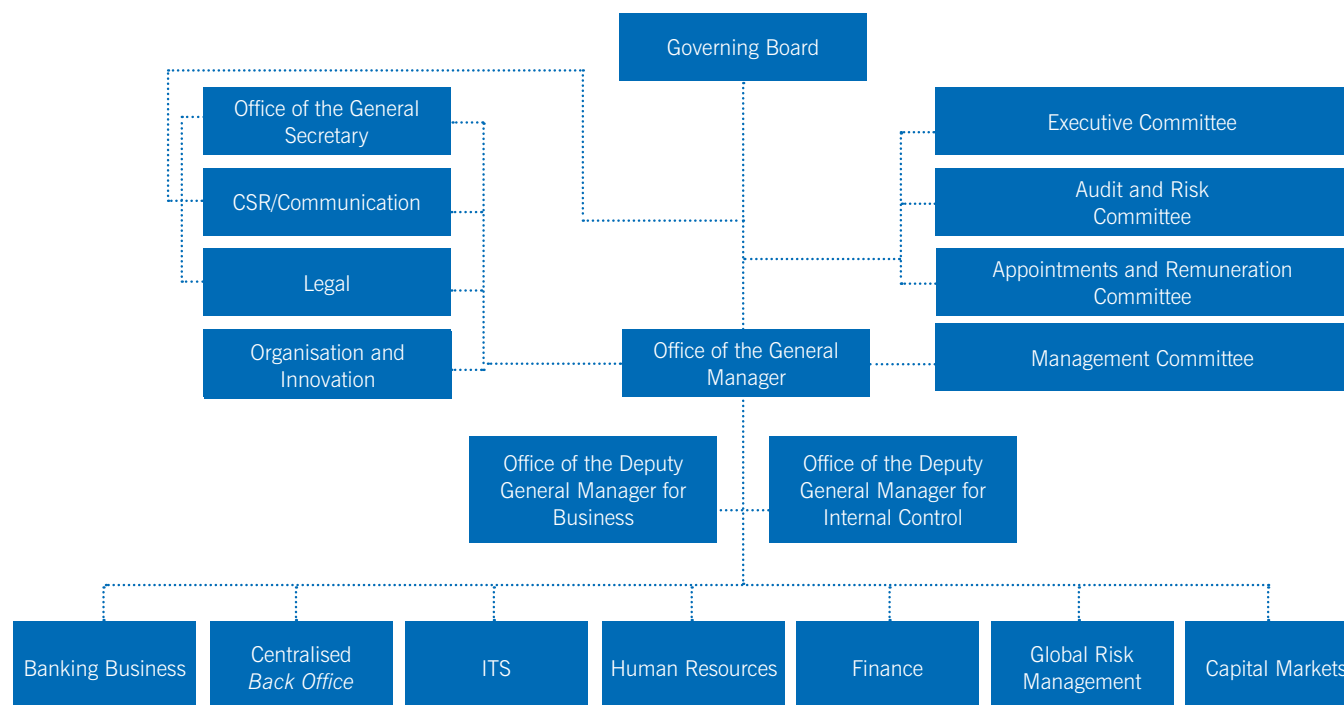 Governing Board
Office of the General
Secretary
CSR/Communication
Legal
Organisation and
Innovation
Executive Committee
Audit and Risk
Committee
Appointments and Remuneration
Committee
Office of the General
Manager
Management Committee
Office of the Deputy
General Manager for
Business
Office of the Deputy
General Manager for
Internal Control
Banking Business
Centralised
Back Office
ITS
Human Resources
Finance
Global Risk
Management
Capital Markets